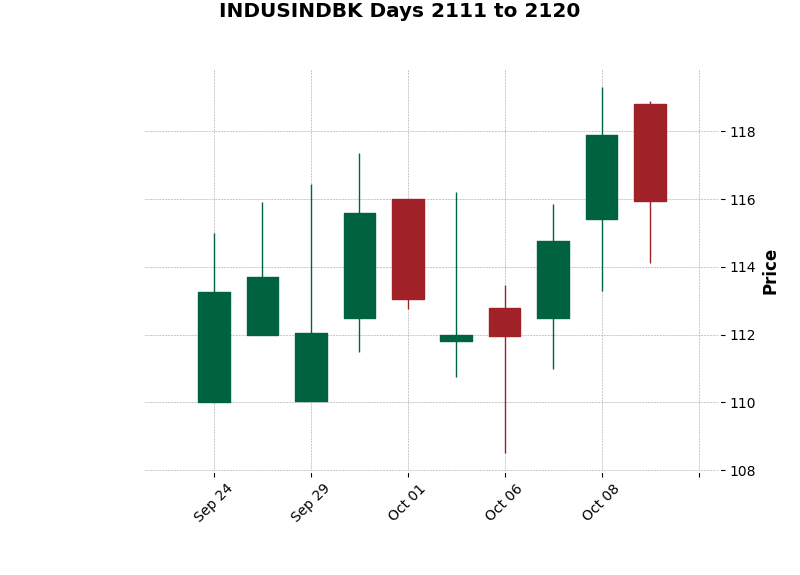 INDUSINDBK Days 2111 to 2120
118
116
114
112
110
108
Price
Sep 24
Sep 29
Oct 01
Oct 06
Oct 08